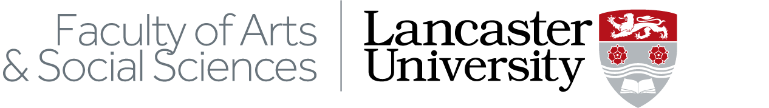 Faculty of Arts
& Social Sciences
Lancaster
University